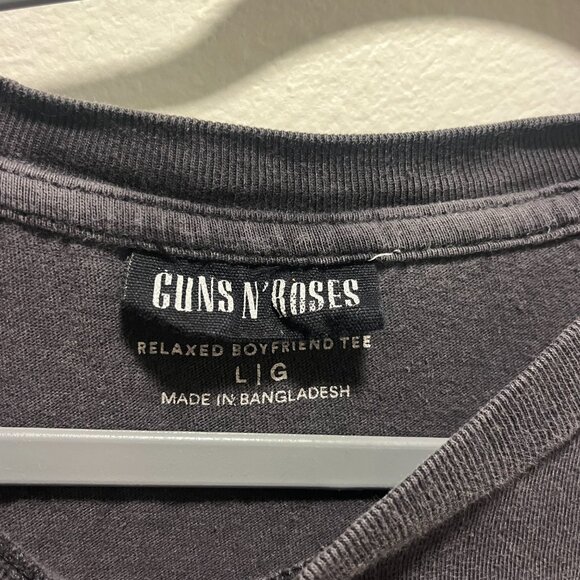 GUNS N' ROSES
RELAXED BOYFRIEND TEE
L|G
MADE IN BANGLADESH